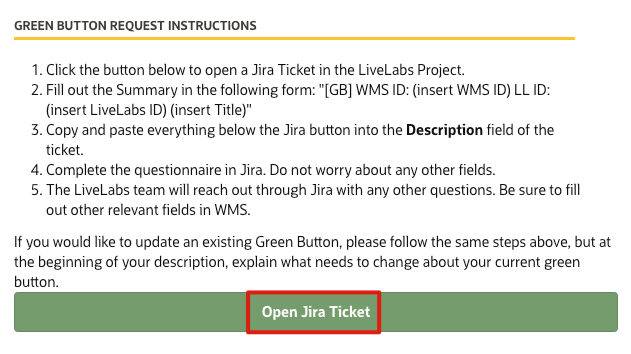 GREEN BUTTON REQUEST INSTRUCTIONS
1. Click the button below to open a Jira Ticket in the LiveLabs Project.
2. Fill out the Summary in the following form: "[GB] WMS ID: (insert WMS ID) LL ID:
(insert LiveLabs ID) (insert Title)"
3. Copy and paste everything below the Jira button into the Description field of the
ticket.
4. Complete the questionnaire in Jira. Do not worry about any other fields.
5. The LiveLabs team will reach out through Jira with any other questions. Be sure to fill
out other relevant fields in WMS.
If you would like to update an existing Green Button, please follow the same steps above, but at
the beginning of your description, explain what needs to change about your current green
button.
Open Jira Ticket